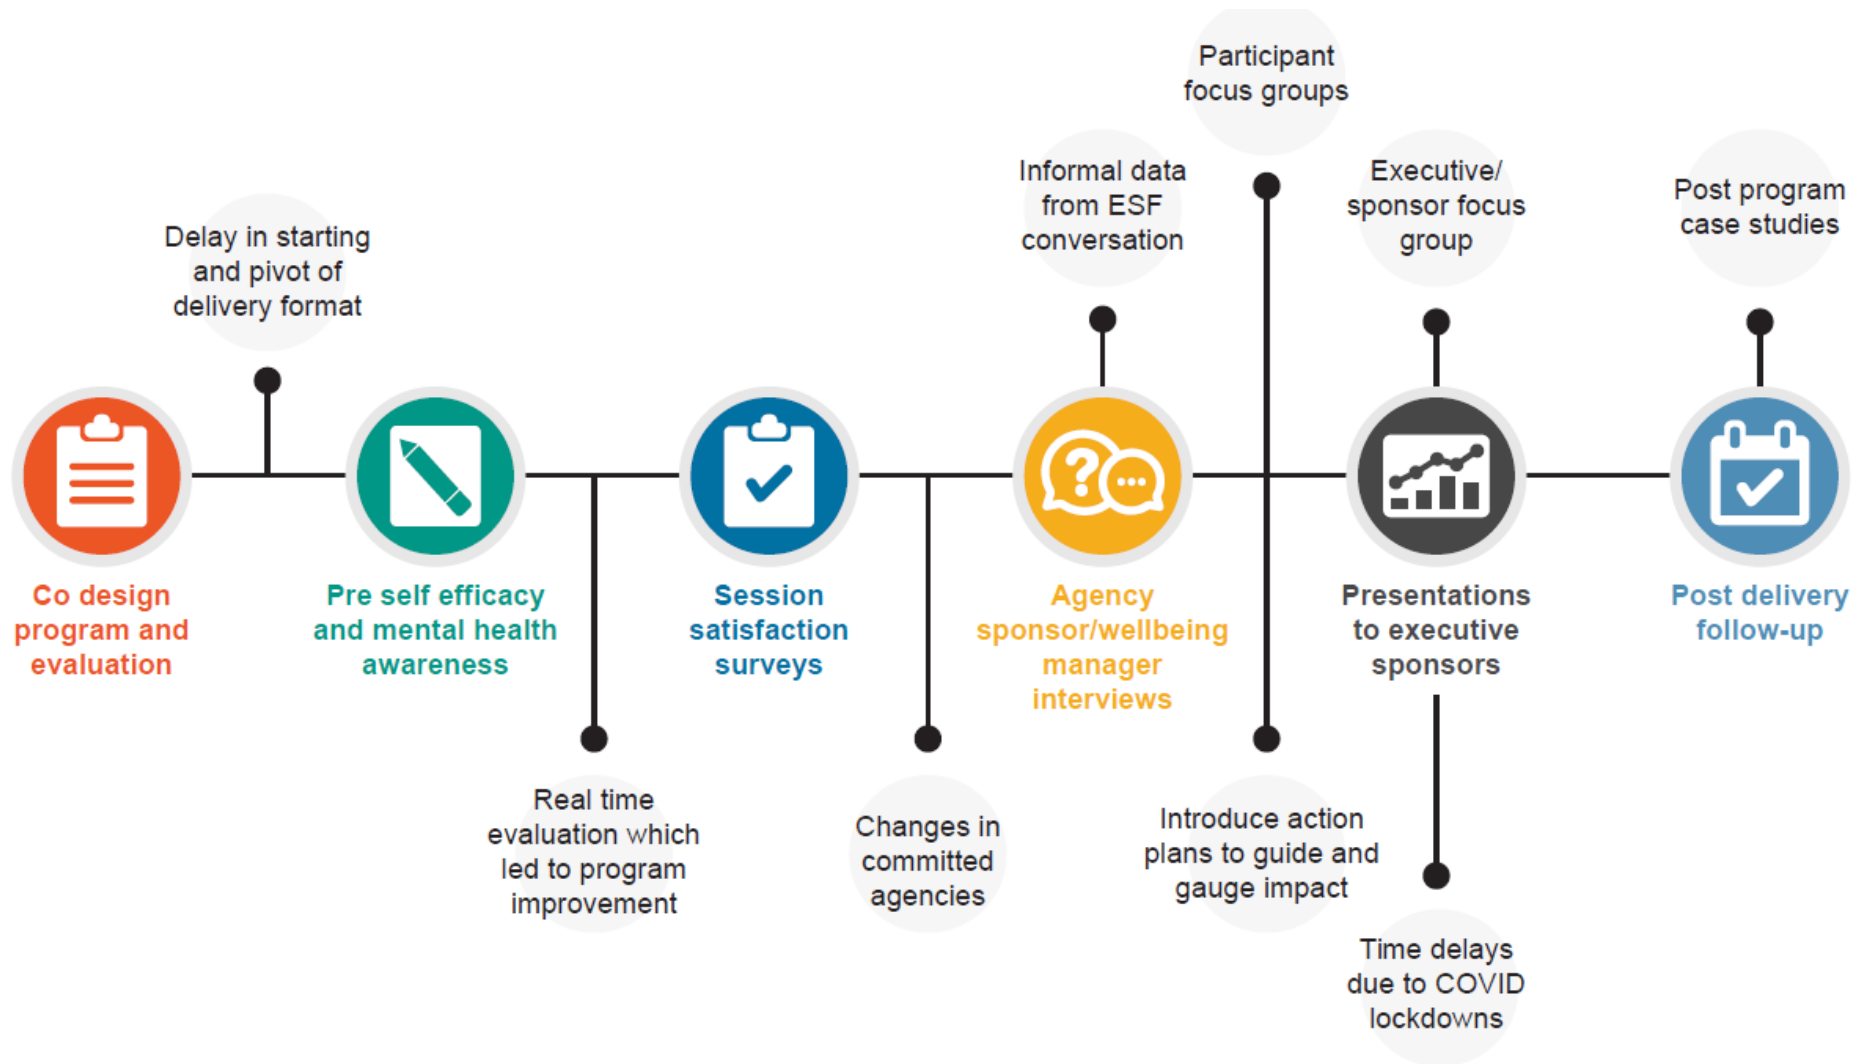 Participant
focus groups
Informal data
from ESF
conversation
Executive/
sponsor focus
group
Post program
case studies
Delay in starting
and pivot of
delivery format
Co design
program and
evaluation
Pre self efficacy
and mental health
awareness
Session
satisfaction
surveys
Agency
sponsor/wellbeing
manager
interviews
Presentations
to executive
sponsors
Post delivery
follow-up
Real time
evaluation which
led to program
improvement
Changes in
committed
agencies
Introduce action
plans to guide and
gauge impact
Time delays
due to COVID
lockdowns